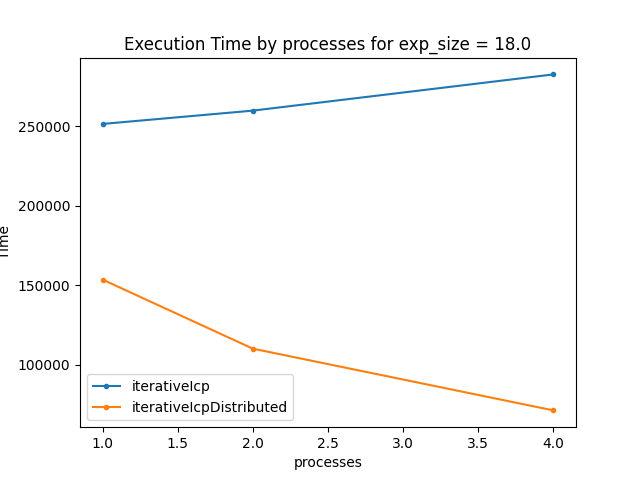 Execution Time by processes for exp_size = 18.0
Time
250000
200000
150000
100000
iterativeIcp
iterativeIcpDistributed
1.0 1.5 2.0 2.5 3.0 3.5 4.0
processes